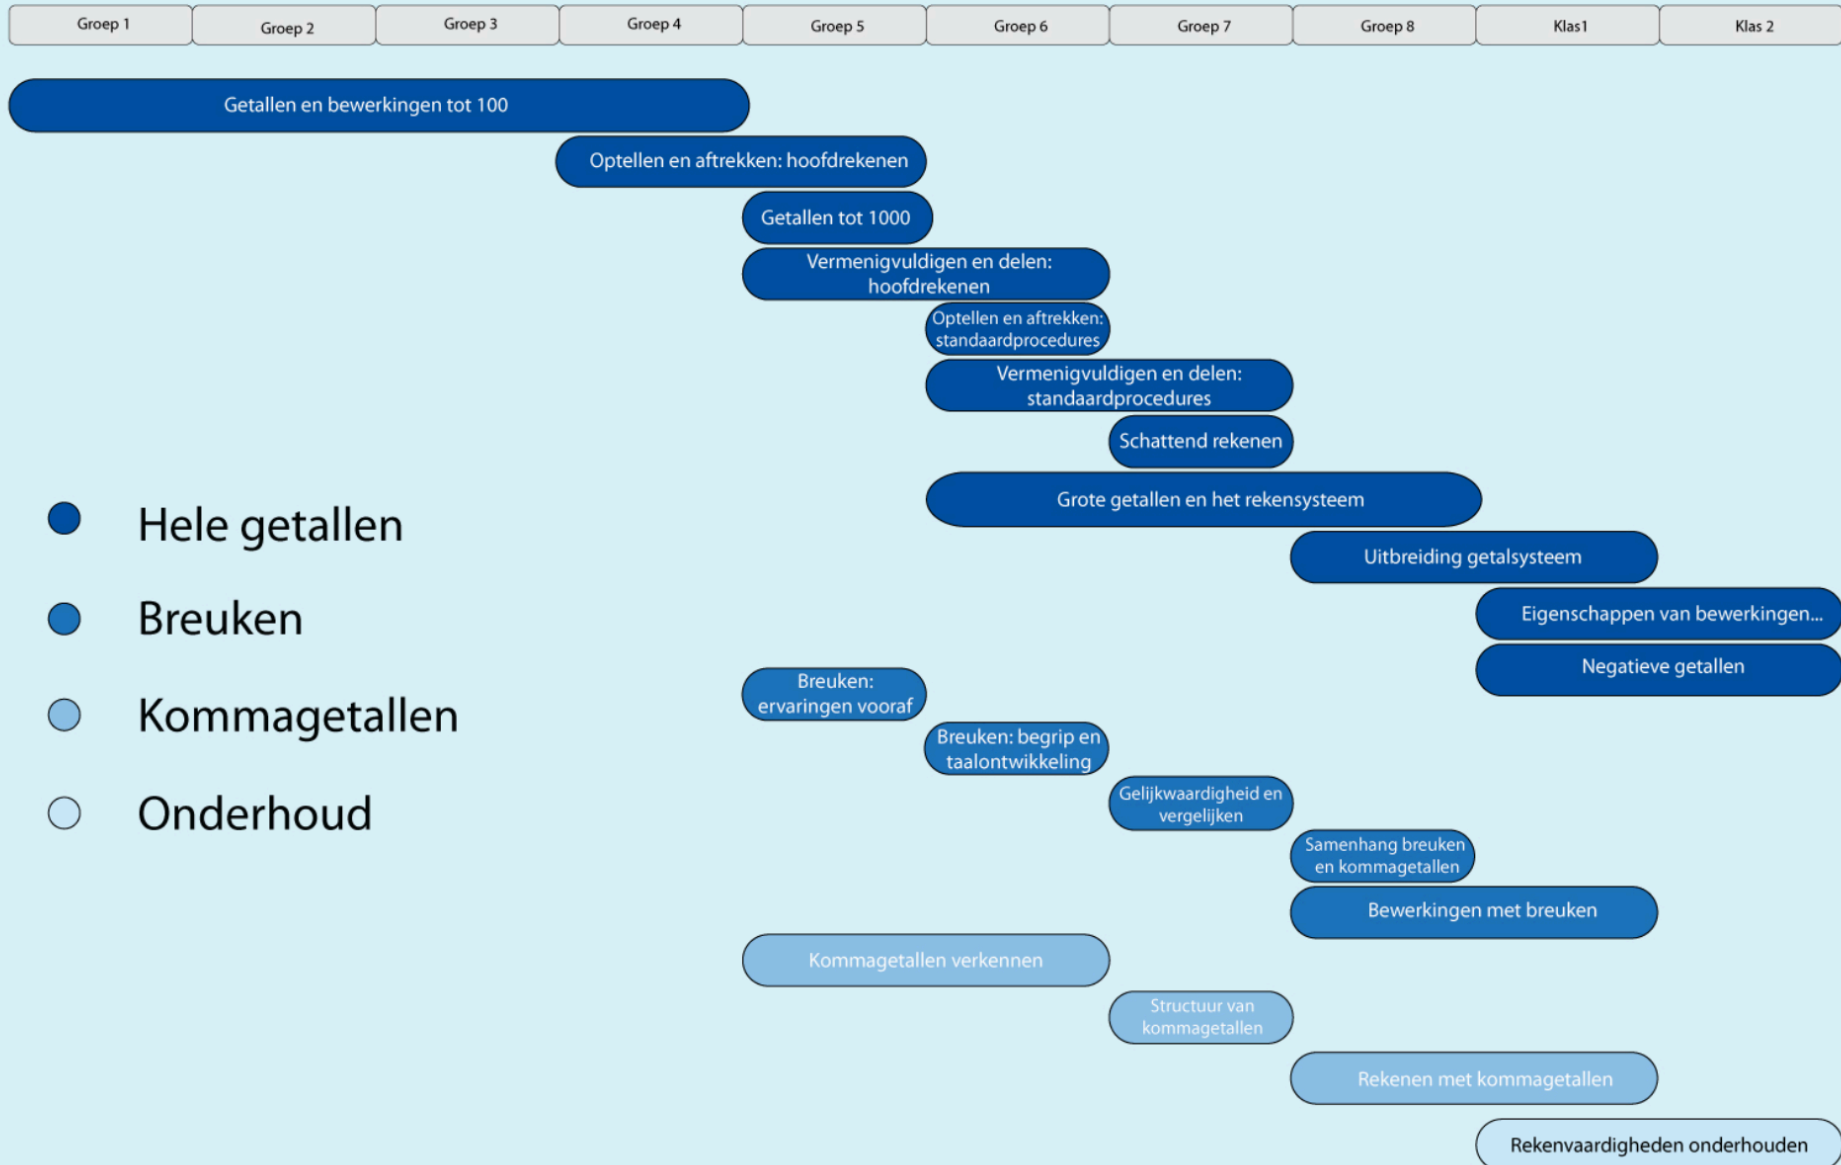 Groep 1
Groep 2
Groep 3
Groep 4
Groep 5
Groep 6
Groep 7
Groep 8
Klas1
Klas 2
Getallen en bewerkingen tot 100
Optellen en aftrekken: hoofdrekenen
Getallen tot 1000
Vermenigvuldigen en delen:
hoofdrekenen
Optellen en aftrekken:
standaardprocedures
Vermenigvuldigen en delen:
standaardprocedures
Schattend rekenen
Grote getallen en het rekensysteem
Uitbreiding getalsysteem
Eigenschappen van bewerkingen...
Negatieve getallen
Breuken:
ervaringen vooraf
Breuken: begrip en
taalontwikkeling
Gelijkwaardigheid en
vergelijken
Samenhang breuken
en kommagetallen
Bewerkingen met breuken
Kommagetallen verkennen
Structuur van
kommagetallen
Rekenen met kommagetallen
Rekenvaardigheden onderhouden
Hele getallen
Breuken
Kommagetallen
Onderhoud